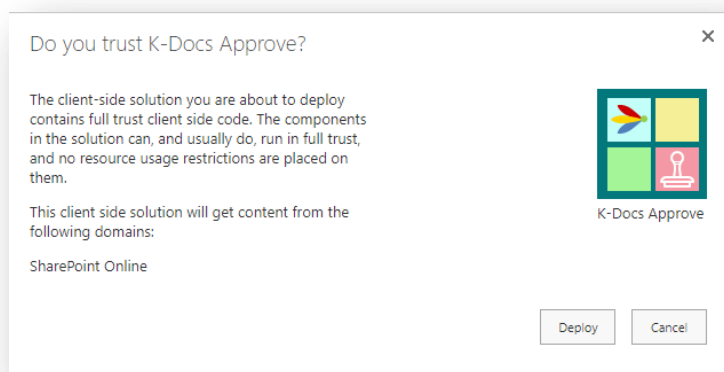 Do you trust K-Docs Approve?
The client-side solution you are about to deploy
contains full trust client side code. The components
in the solution can, and usually do, run in full trust,
and no resource usage restrictions are placed on
them.
This client side solution will get content from the
following domains:
SharePoint Online
K-Docs Approve
Deploy
Cancel